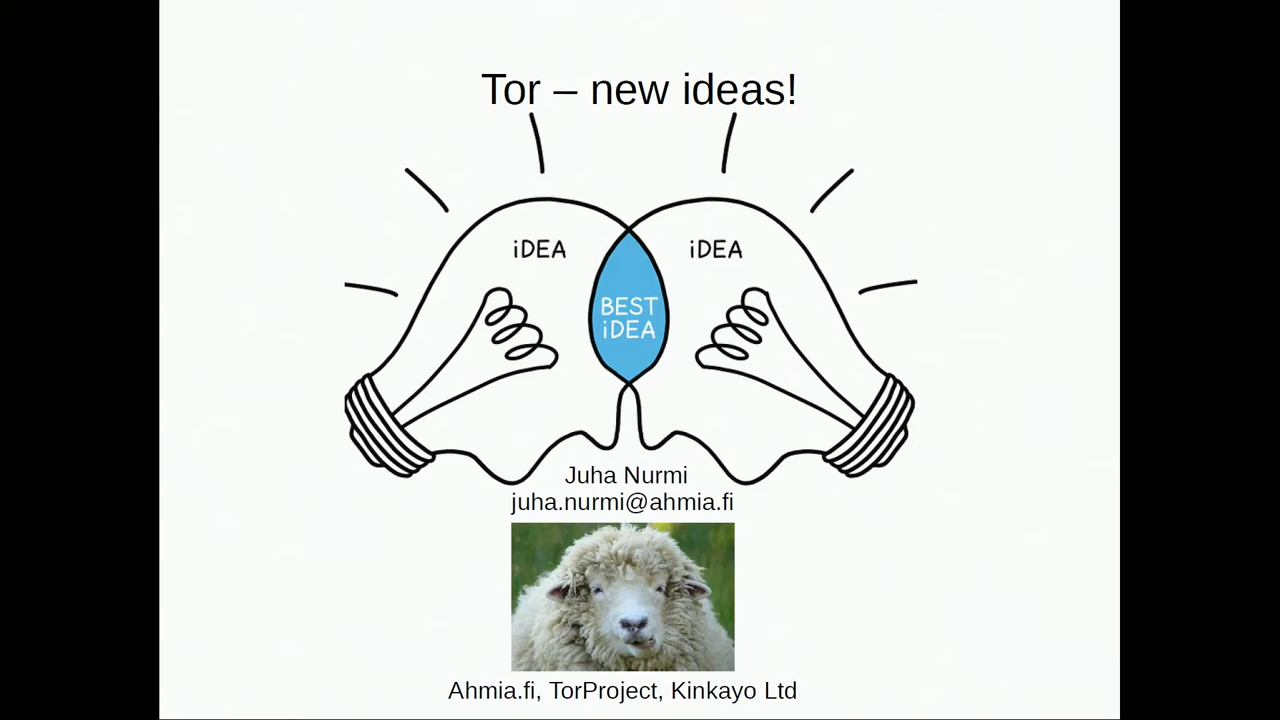 Tor – new ideas!
iDEA
iDEA
BEST
iDEA
Juha Nurmi
juha.nurmi@ahmia.fi
Ahmia.fi, TorProject, Kinkayo Ltd